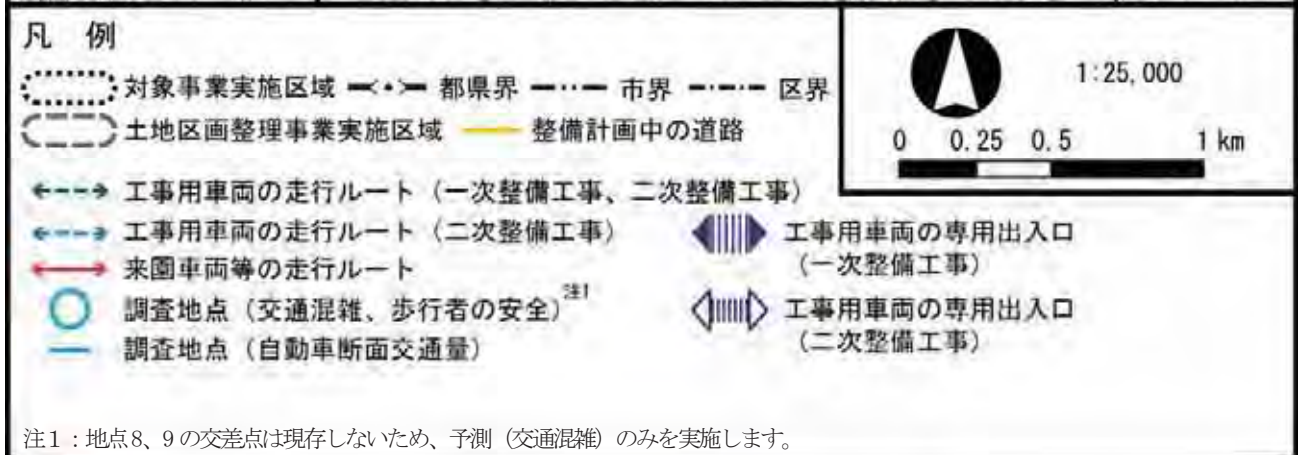 凡 例
対象事業実施区域 都県界 市界 区界
土地区画整理事業実施区域 整備計画中の道路
工事用車両の走行ルート（一次整備工事、二次整備工事）
工事用車両の走行ルート（二次整備工事）
来園車両等の走行ルート
調査地点（交通混雑、歩行者の安全）注1
調査地点（自動車断面交通量）
工事用車両の専用出入口
（一次整備工事）
工事用車両の専用出入口
（二次整備工事）
1:25,000
0 0.25 0.5 1 km
注1：地点8、9の交差点は現存しないため、予測（交通混雑）のみを実施します。